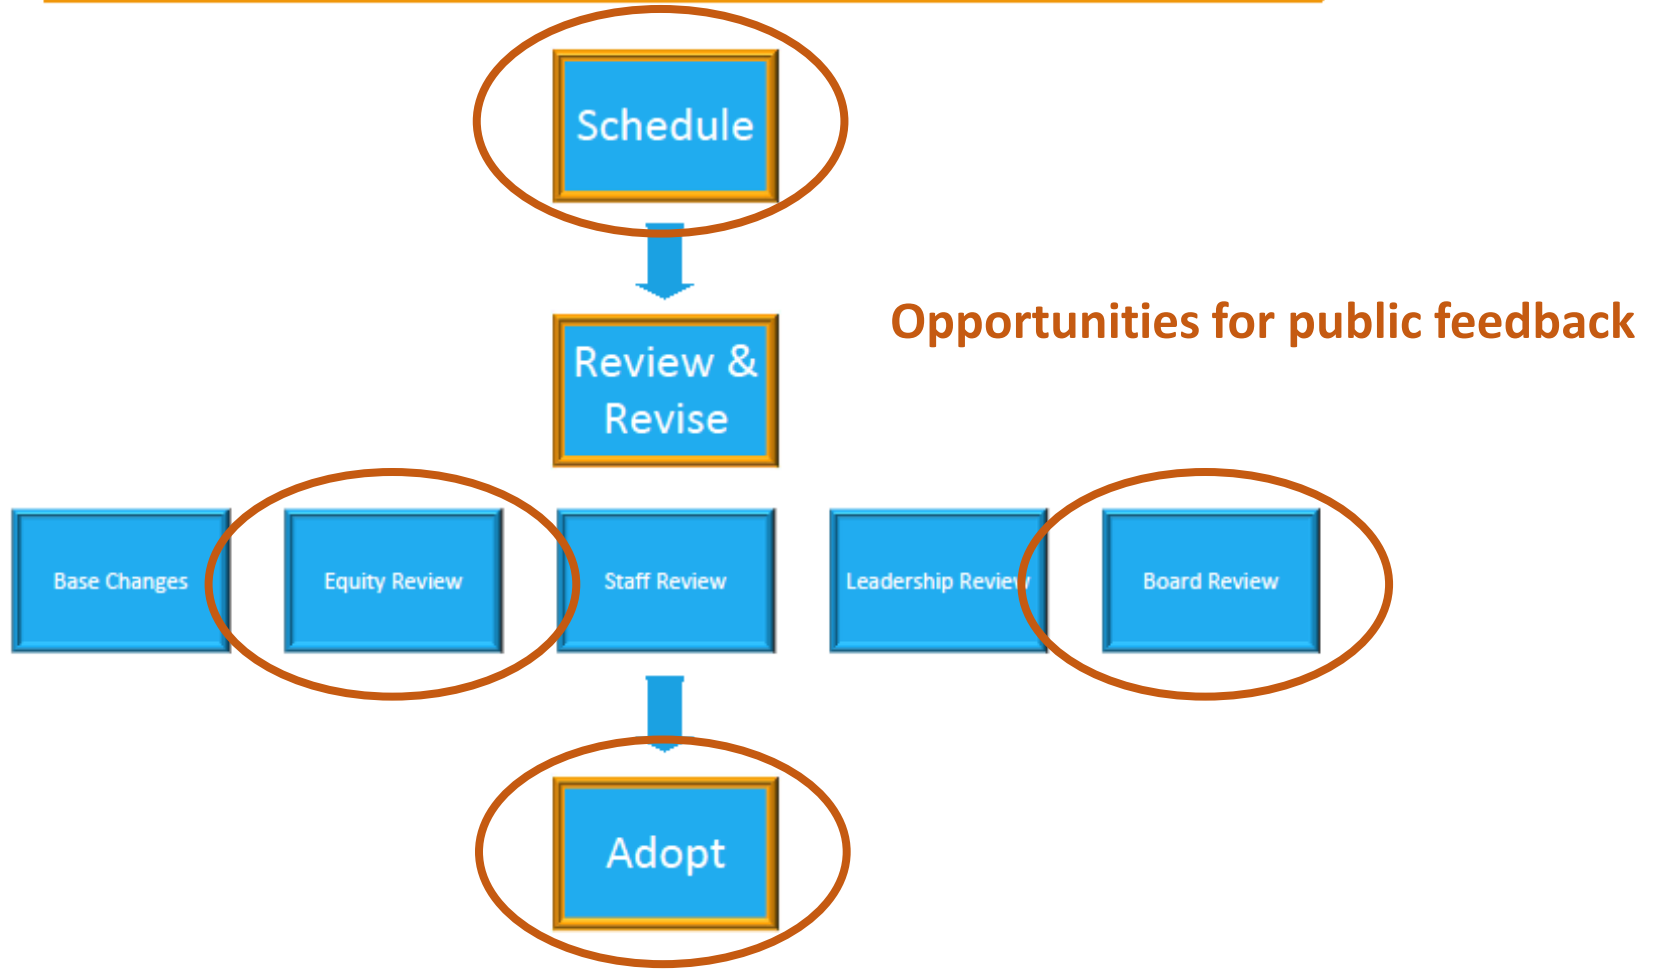 Schedule
Opportunities for public feedback
Review &
Revise
Base Changes
Equity Review
Staff Review
Leadership Review
Board Review
Adopt